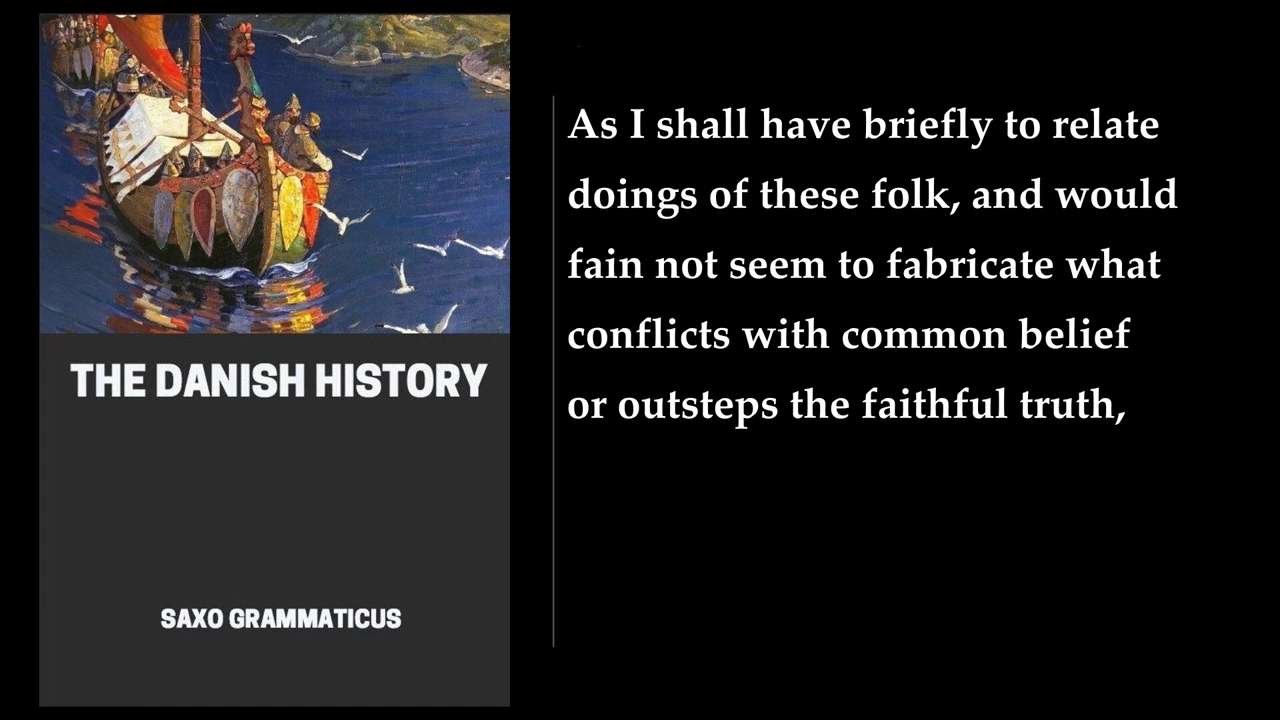 THE DANISH HISTORY
SAXO GRAMMATICUS
As I shall have briefly to relate
doings of these folk, and would
fain not seem to fabricate what
conflicts with common belief
or outsteps the faithful truth,